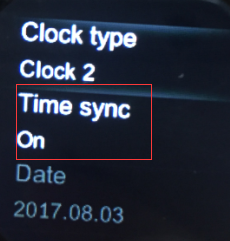 Clock type
Clock 2
Time sync
On
Date
2017.08.03